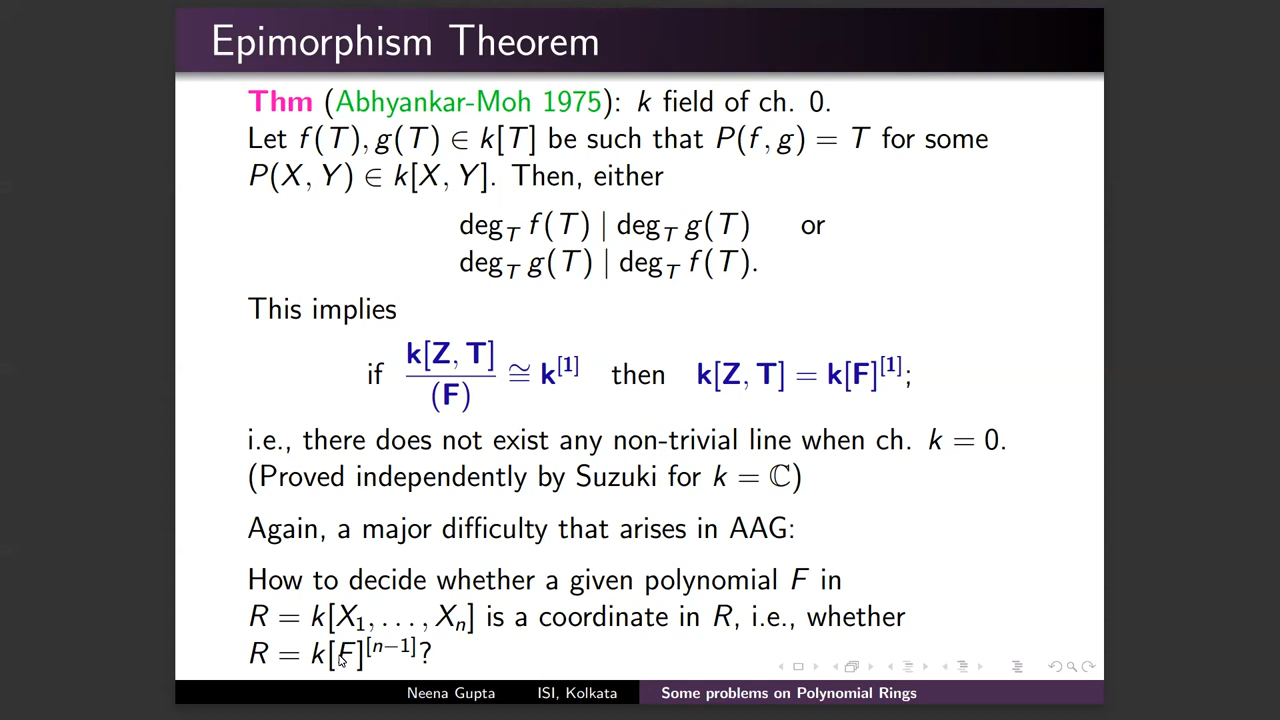 Epimorphism Theorem
Thm (Abhyankar-Moh 1975): k field of ch. 0.
Let f(T), g(T) ∈ k[T] be such that P(f, g) = T for some
P(X, Y) ∈ k[X, Y]. Then, either
deg_T f(T) | deg_T g(T) or
deg_T g(T) | deg_T f(T).
This implies
if k[Z, T]/(F) ≅ k^[1] then k[Z, T] = k[F]^[1];
i.e., there does not exist any non-trivial line when ch. k = 0.
(Proved independently by Suzuki for k = ℂ)
Again, a major difficulty that arises in AAG:
How to decide whether a given polynomial F in
R = k[X_1, . . . , X_n] is a coordinate in R, i.e., whether
R = k[F]^[n−1]?
Neena Gupta ISI, Kolkata Some problems on Polynomial Rings